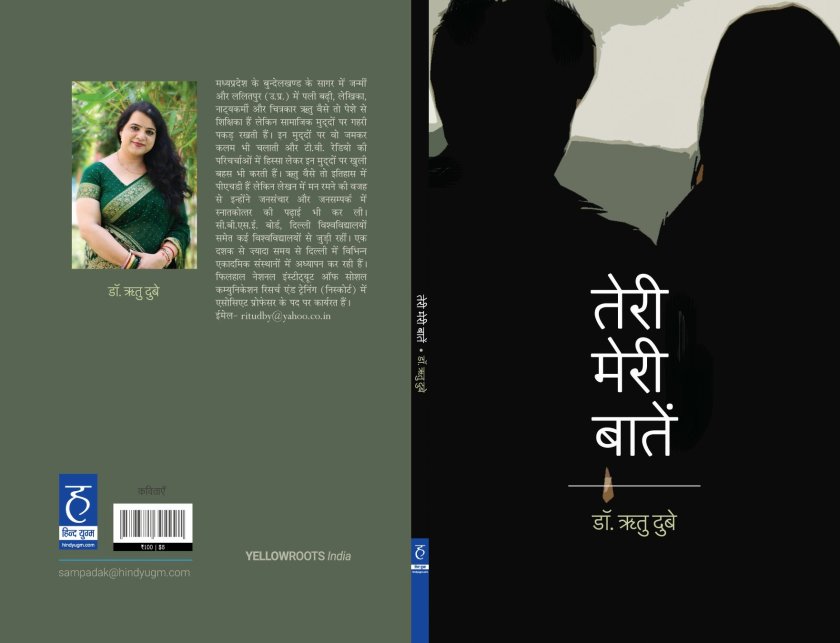 मध्यप्रदेश के बुन्देलखण्ड के सागर में जन्मीं
और ललितपुर (उ.प्र.) में पली बढ़ी, लेखिका,
नाट्यकर्मी और चित्रकार ऋतु वैसे तो पेशे से
शिक्षिका हैं लेकिन सामाजिक मुद्दों पर गहरी
पकड़ रखती हैं। इन मुद्दों पर वो जमकर
कलम भी चलाती और टी.वी. रेडियो की
परिचर्चाओं में हिस्सा लेकर इन मुद्दों पर खुली
बहस भी करती हैं। ऋतु वैसे तो इतिहास में
पीएचडी हैं लेकिन लेखन में मन रमने की वजह
से इन्होंने जनसंचार और जनसम्पर्क में
स्नातकोत्तर की पढ़ाई भी कर ली।
सी.बी.एस.ई. बोर्ड, दिल्ली विश्वविद्यालयों
समेत कई विश्वविद्यालयों से जुड़ी रहीं। एक
दशक से ज्यादा समय से दिल्ली में विभिन्न
एकादमिक संस्थानों में अध्यापन कर रही हैं।
फिलहाल नेशनल इंस्टीट्यूट ऑफ सोशल
कम्युनिकेशन रिसर्च एंड ट्रेनिंग (निस्कोर्ट) में
एसोसिएट प्रोफेसर के पद पर कार्यरत हैं।
ईमेल- ritudby@yahoo.co.in
डॉ. ऋतु दुबे
कविताएँ
ह
हिन्द युग्म
hindyugm.com
₹100 | $8
sampadak@hindyugm.com
YELLOWROOTS India
तेरी मेरी बातें • डॉ. ऋतु दुबे
ह
हिन्द युग्म
hindyugm.com
तेरी
मेरी
बातें
डॉ. ऋतु दुबे